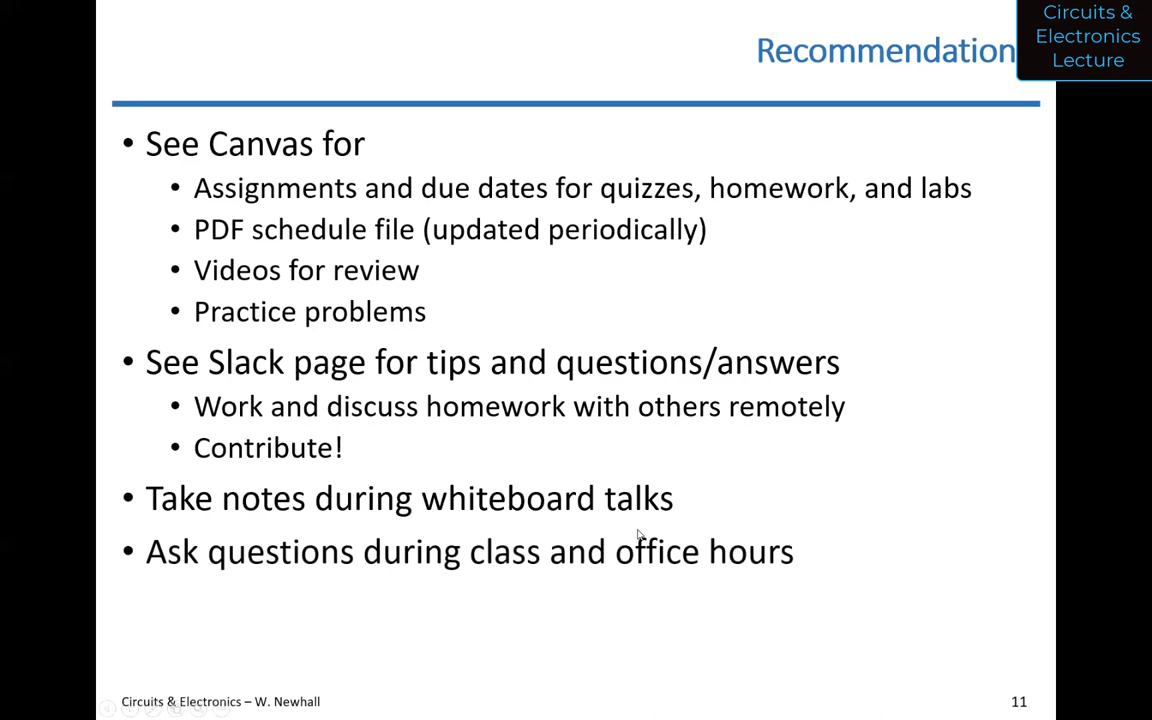 Circuits &
Electronics
Lecture
Recommendation
• See Canvas for
• Assignments and due dates for quizzes, homework, and labs
• PDF schedule file (updated periodically)
• Videos for review
• Practice problems
• See Slack page for tips and questions/answers
• Work and discuss homework with others remotely
• Contribute!
• Take notes during whiteboard talks
• Ask questions during class and office hours
Circuits & Electronics – W. Newhall
11